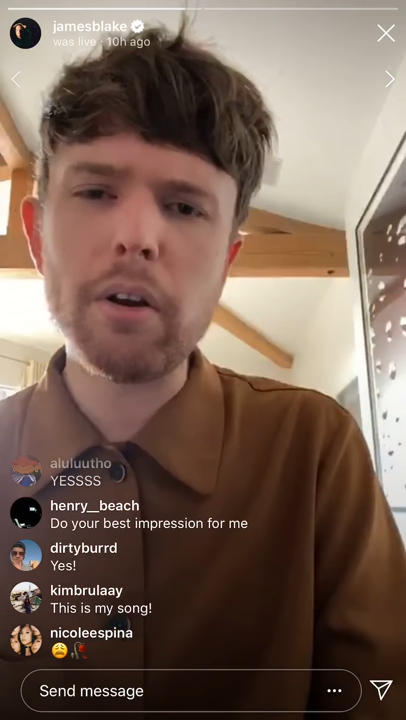 jamesblake
was live · 10h ago
aluluutho
YESSSS
henry__beach
Do your best impression for me
dirtyburrd
Yes!
kimbrulaay
This is my song!
nicoleespina
😩🥀
Send message